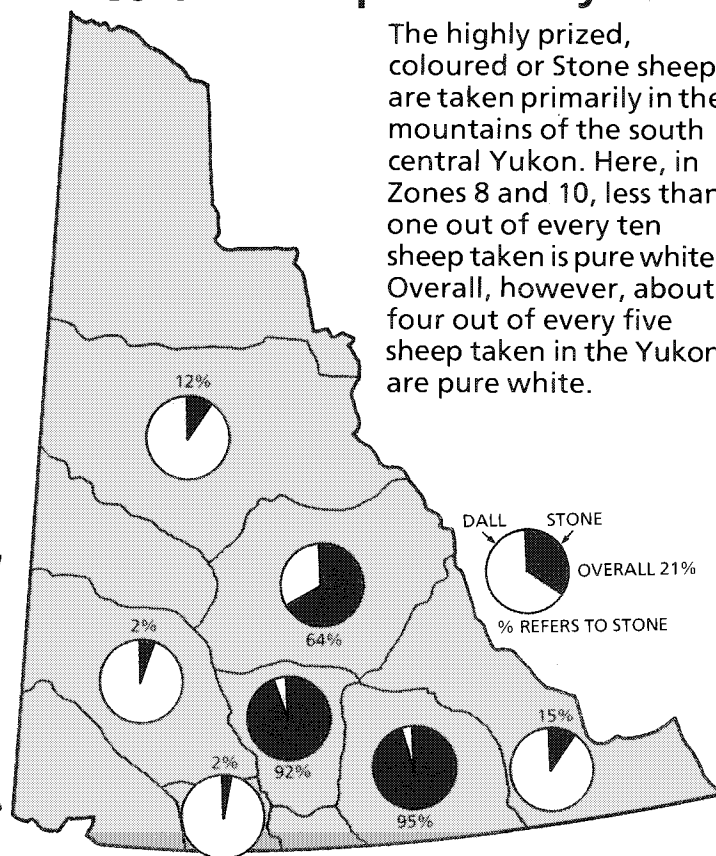 The highly prized,
coloured or Stone sheep
are taken primarily in the
mountains of the south
central Yukon. Here, in
Zones 8 and 10, less than
one out of every ten
sheep taken is pure white
Overall, however, about
four out of every five
sheep taken in the Yukon
are pure white.
12%
DALL STONE
OVERALL 21%
% REFERS TO STONE
64%
2%
15%
92%
2%
95%